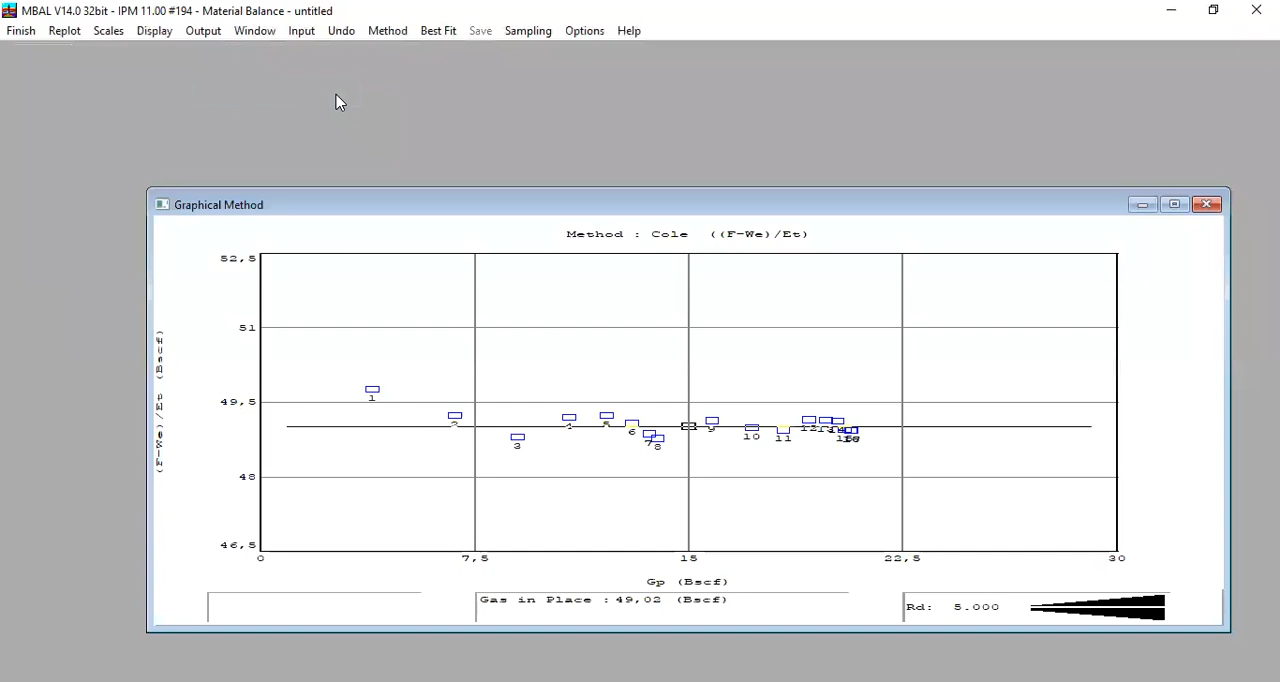 MBAL V14.0 32bit - IPM 11.00 #194 - Material Balance - untitled
Finish Replot Scales Display Output Window Input Undo Method Best Fit Save Sampling Options Help
Graphical Method
Method : Cole ((F-We)/Et)
52,5
51
49,5
48
46,5
(F-We)/Et (Bscf)
1
2
3
4
5
6
7
8
9
10
11
12
0 7,5 15 22,5 30
Gp (Bscf)
Gas in Place :49,02 (Bscf)
Rd: 5.000